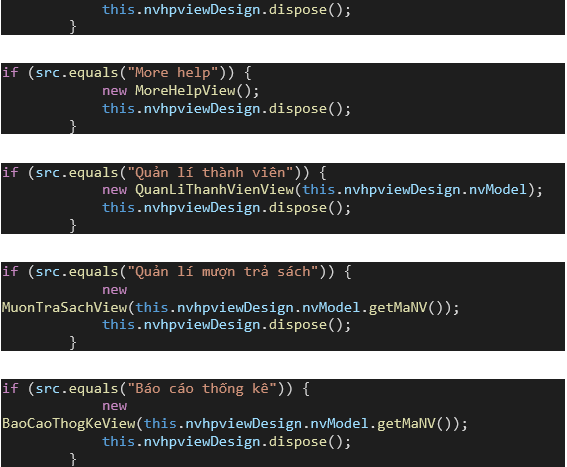 this.nvhpviewDesign.dispose();
}
if (src.equals("More help")) {
new MoreHelpView();
this.nvhpviewDesign.dispose();
}
if (src.equals("Quản lí thành viên")) {
new QuanLiThanhVienView(this.nvhpviewDesign.nvModel);
this.nvhpviewDesign.dispose();
}
if (src.equals("Quản lí mượn trả sách")) {
new
MuonTraSachView(this.nvhpviewDesign.nvModel.getMaNV());
this.nvhpviewDesign.dispose();
}
if (src.equals("Báo cáo thống kê")) {
new
BaoCaoThogKeView(this.nvhpviewDesign.nvModel.getMaNV());
this.nvhpviewDesign.dispose();
}